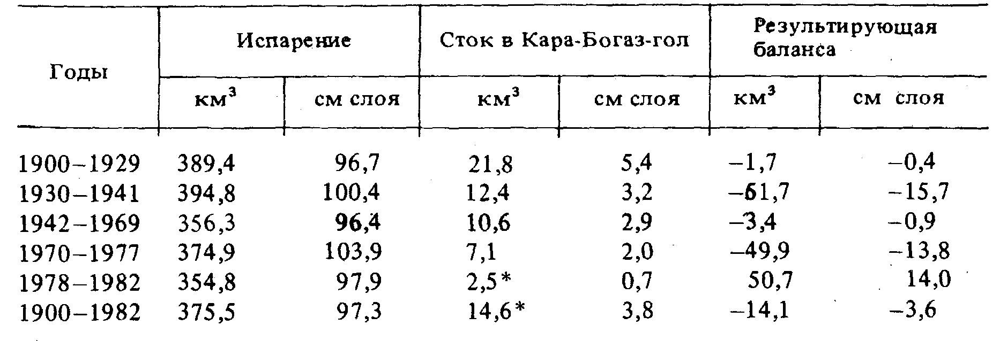 Годы Испарение Сток в Кара-Богаз-гол Результирующая баланса
км³ см слоя км³ см слоя км³ см слоя
1900–1929 389,4 96,7 21,8 5,4 –1,7 –0,4
1930–1941 394,8 100,4 12,4 3,2 –61,7 –15,7
1942–1969 356,3 96,4 10,6 2,9 –3,4 –0,9
1970–1977 374,9 103,9 7,1 2,0 –49,9 –13,8
1978–1982 354,8 97,9 2,5* 0,7 50,7 14,0
1900–1982 375,5 97,3 14,6* 3,8 –14,1 –3,6